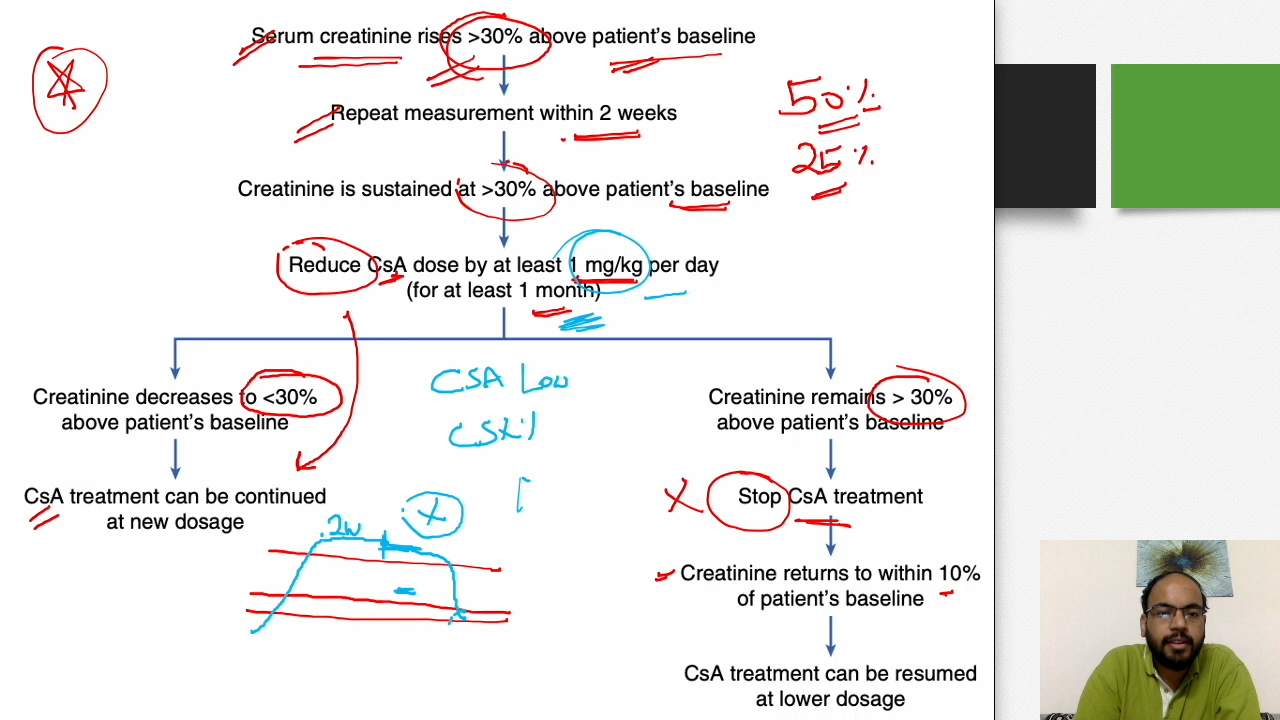 Serum creatinine rises >30% above patient's baseline
50%
Repeat measurement within 2 weeks
25%
Creatinine is sustained at >30% above patient's baseline
Reduce CsA dose by at least 1 mg/kg per day
(for at least 1 month)
CSA Low
Creatinine decreases to <30%
above patient's baseline
Creatinine remains > 30%
above patient's baseline
CsA treatment can be continued
at new dosage
X
Stop CsA treatment
.2w
X
Creatinine returns to within 10%
of patient's baseline
CsA treatment can be resumed
at lower dosage